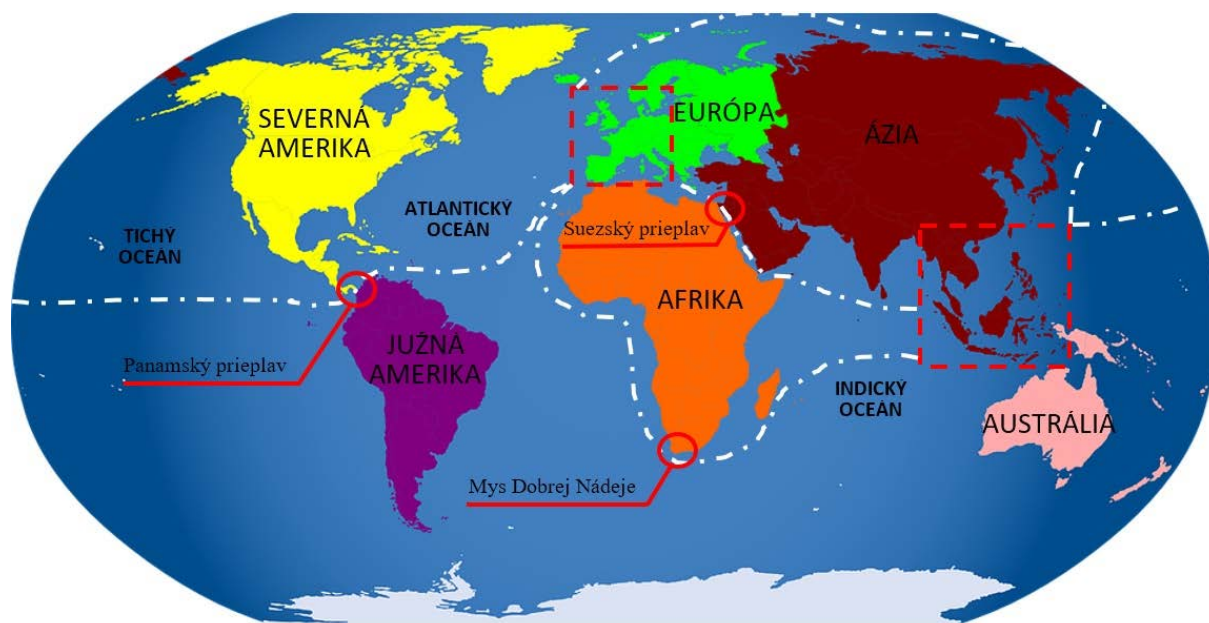 SEVERNÁ
AMERIKA
EURÓPA
ÁZIA
ATLANTICKÝ
OCEÁN
TICHÝ
OCEÁN
Suezský prieplav
AFRIKA
JUŽNÁ
AMERIKA
Panamský prieplav
INDICKÝ
OCEÁN
AUSTRÁLIA
Mys Dobrej Nádeje